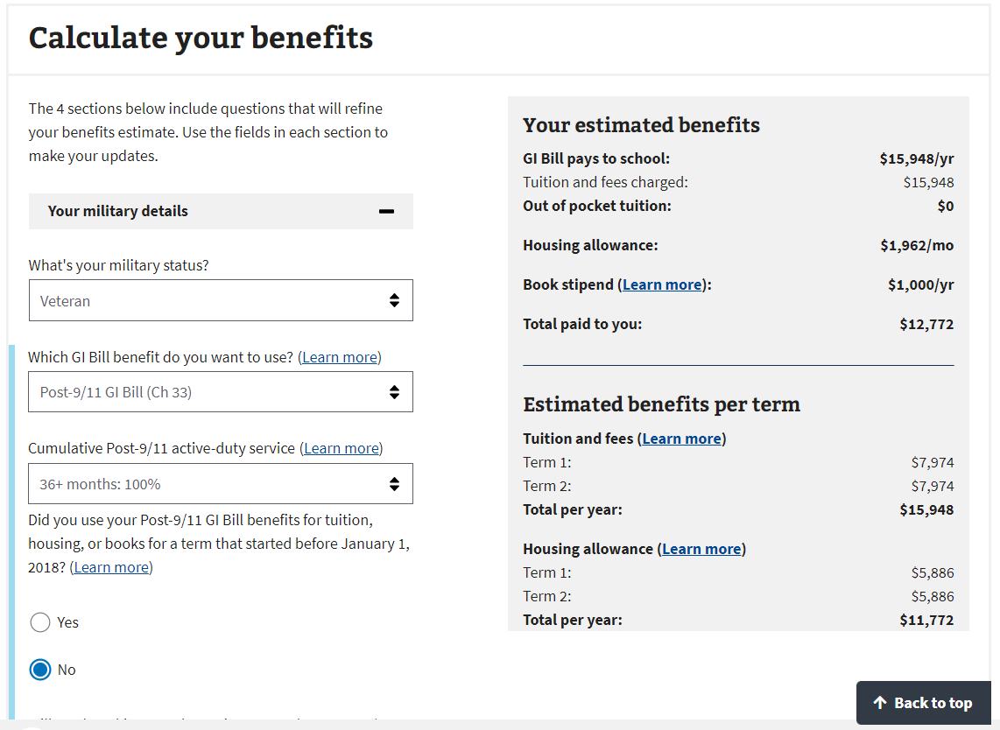 Calculate your benefits
The 4 sections below include questions that will refine
your benefits estimate. Use the fields in each section to
make your updates.
Your military details
What's your military status?
Veteran
Which GI Bill benefit do you want to use? (Learn more)
Post-9/11 GI Bill (Ch 33)
Cumulative Post-9/11 active-duty service (Learn more)
36+ months: 100%
Did you use your Post-9/11 GI Bill benefits for tuition,
housing, or books for a term that started before January 1,
2018? (Learn more)
Yes
No
Your estimated benefits
GI Bill pays to school: $15,948/yr
Tuition and fees charged: $15,948
Out of pocket tuition: $0
Housing allowance: $1,962/mo
Book stipend (Learn more): $1,000/yr
Total paid to you: $12,772
Estimated benefits per term
Tuition and fees (Learn more)
Term 1: $7,974
Term 2: $7,974
Total per year: $15,948
Housing allowance (Learn more)
Term 1: $5,886
Term 2: $5,886
Total per year: $11,772
Back to top